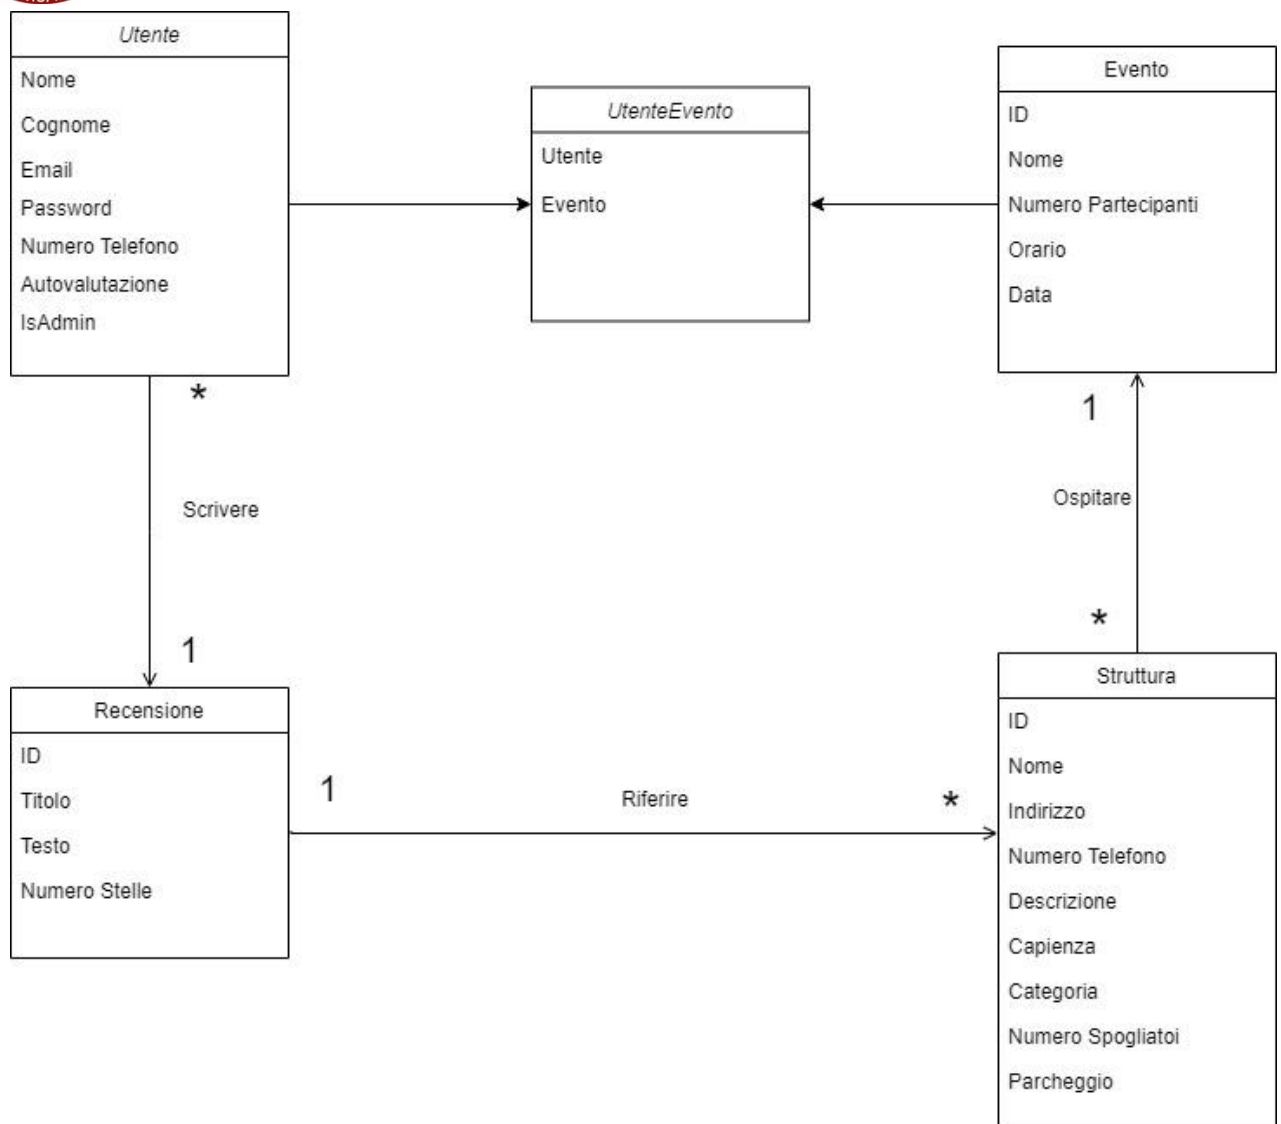 Utente
Nome
Cognome
Email
Password
Numero Telefono
Autovalutazione
IsAdmin
UtenteEvento
Utente
Evento
Evento
ID
Nome
Numero Partecipanti
Orario
Data
*
Scrivere
1
1
Ospitare
*
Recensione
ID
Titolo
Testo
Numero Stelle
1
Riferire
*
Struttura
ID
Nome
Indirizzo
Numero Telefono
Descrizione
Capienza
Categoria
Numero Spogliatoi
Parcheggio